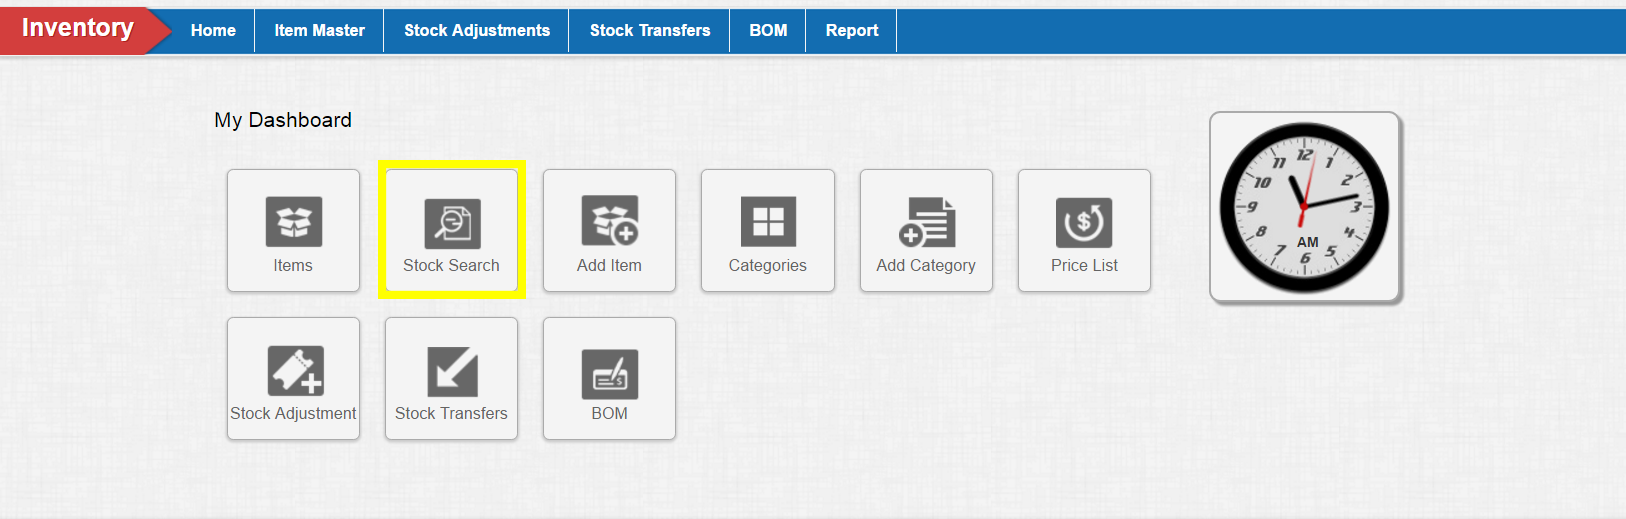 Inventory Home Item Master Stock Adjustments Stock Transfers BOM Report
My Dashboard
Items Stock Search Add Item Categories Add Category Price List
Stock Adjustment Stock Transfers BOM
12
1
2
3
4
5
6
7
8
9
10
11
AM